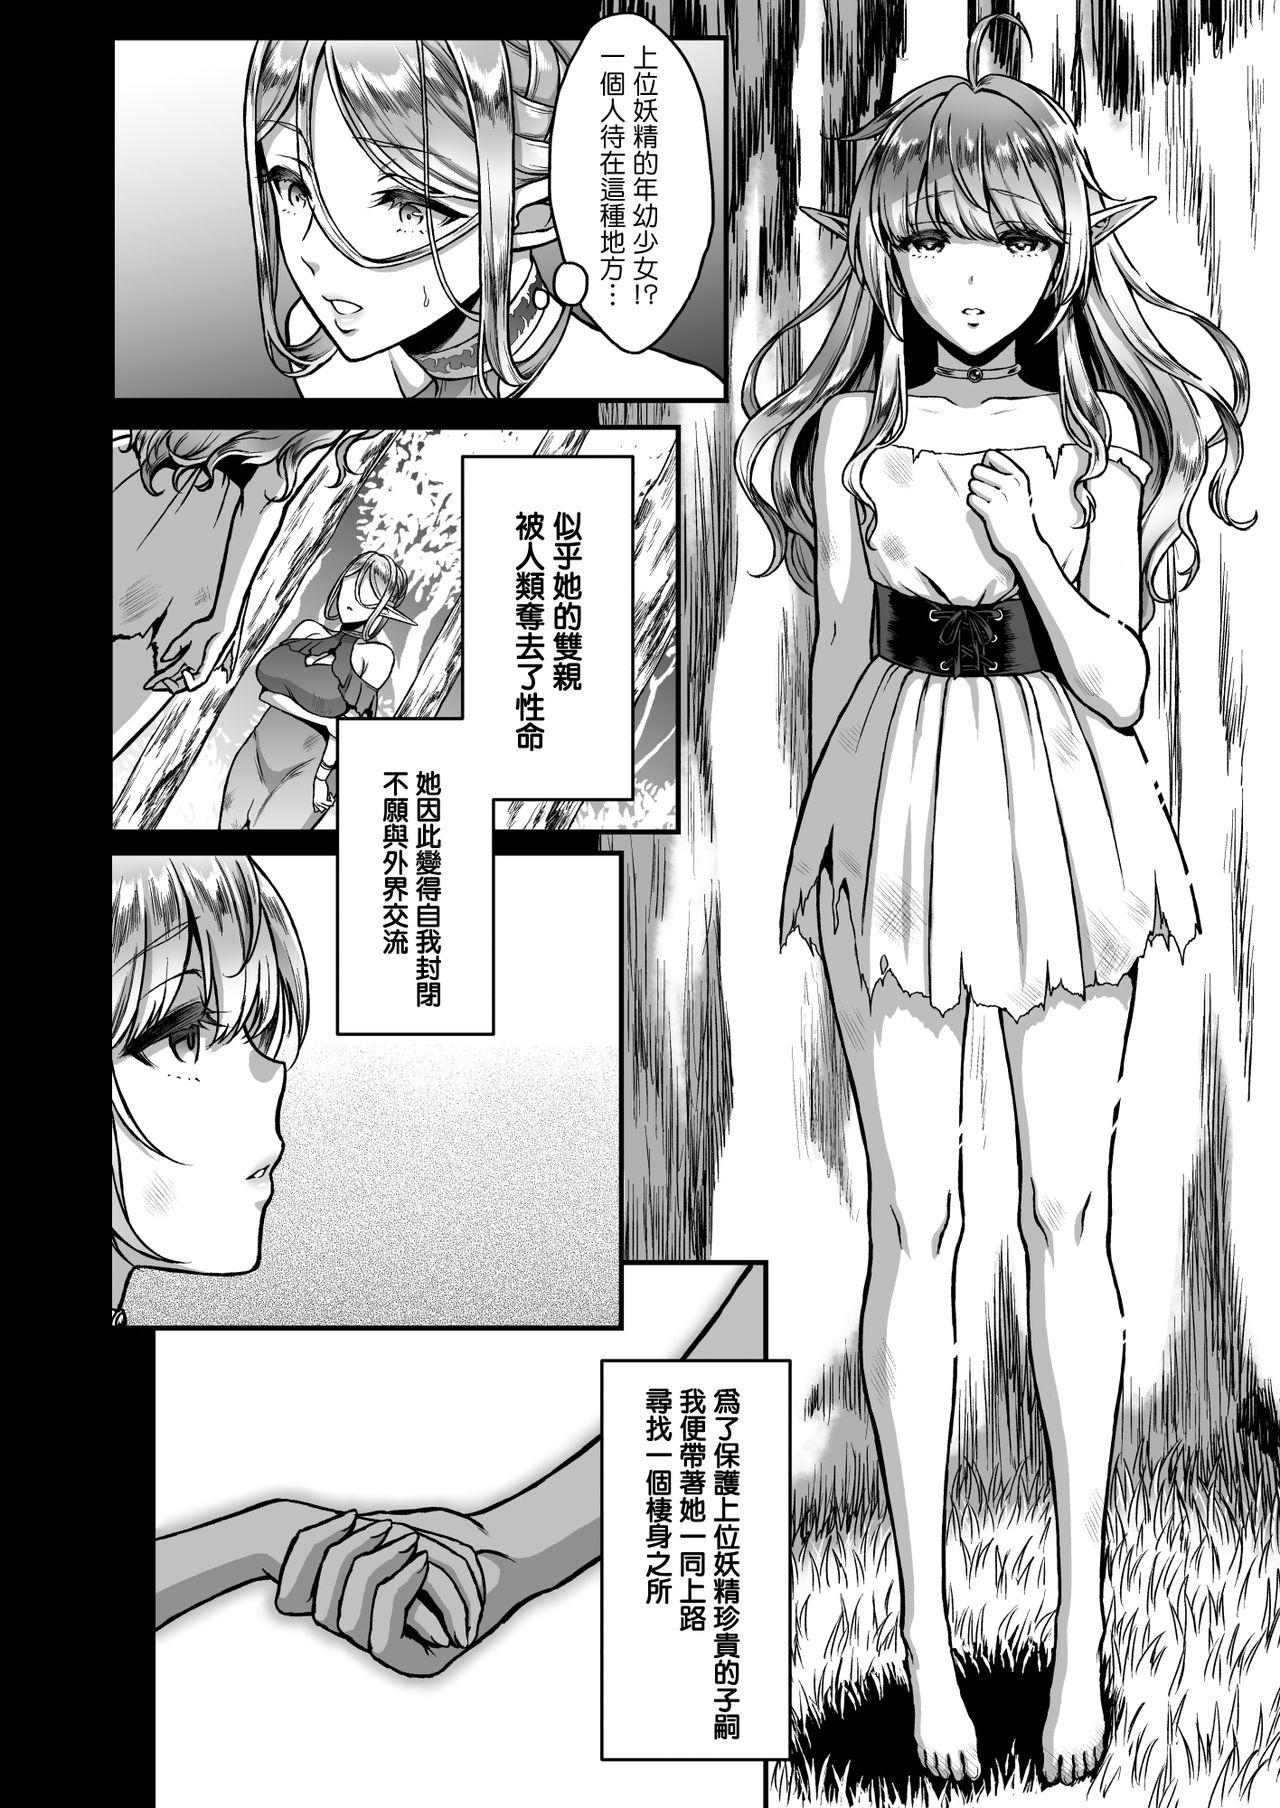 上位妖精的年幼少女!?
一個人待在這種地方…
似乎她的雙親
被人類奪去了性命
她因此變得自我封閉
不願與外界交流
為了保護上位妖精珍貴的子嗣
我便帶著她一同上路
尋找一個棲身之所